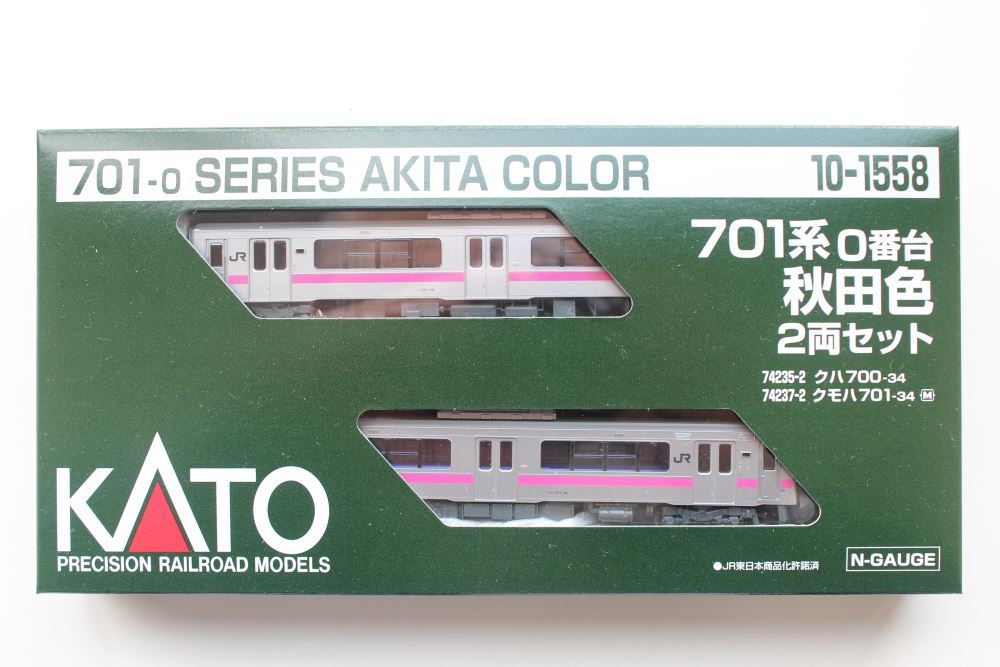 701-0 SERIES AKITA COLOR 10-1558
701系 0番台
秋田色
2両セット
74235-2 クハ700-34
74237-2 クモハ701-34 M
JR
JR
KATO
PRECISION RAILROAD MODELS
●JR東日本商品化許諾済
N-GAUGE